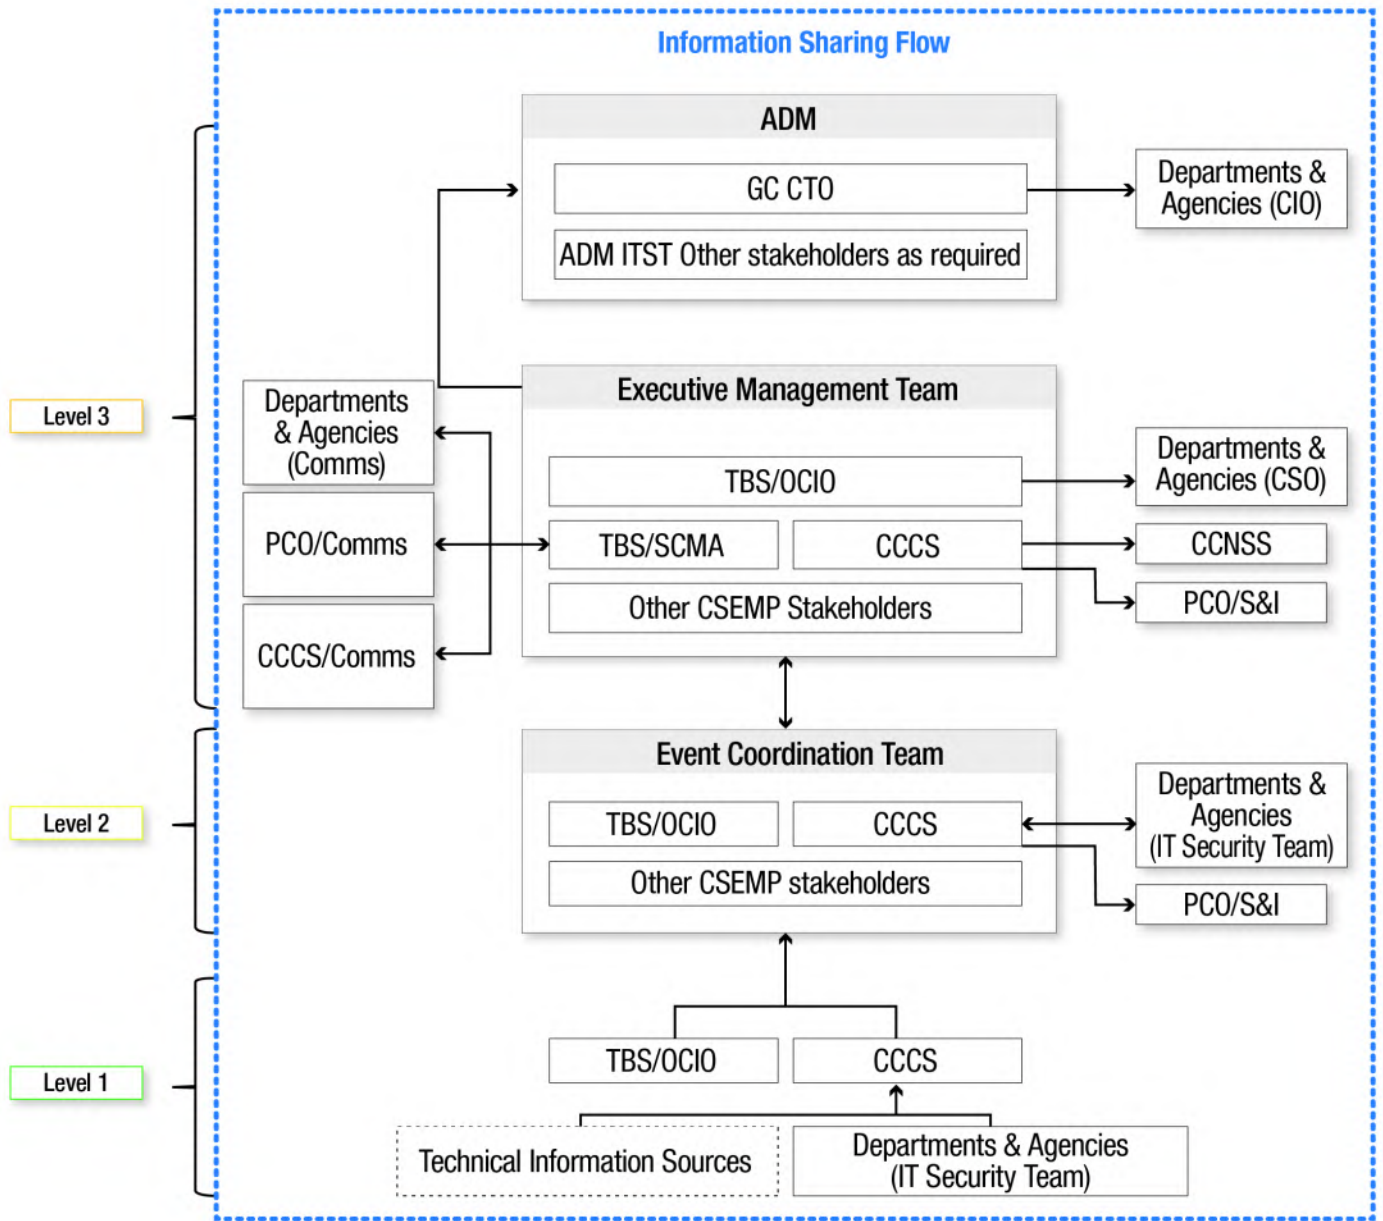 Information Sharing Flow
ADM
GC CTO
ADM ITST Other stakeholders as required
Departments &
Agencies (CIO)
Level 3
Departments
& Agencies
(Comms)
PCO/Comms
CCCS/Comms
Executive Management Team
TBS/OCIO
TBS/SCMA
CCCS
Other CSEMP Stakeholders
Departments &
Agencies (CSO)
CCNSS
PCO/S&I
Level 2
Event Coordination Team
TBS/OCIO
CCCS
Other CSEMP stakeholders
Departments &
Agencies
(IT Security Team)
PCO/S&I
Level 1
TBS/OCIO
CCCS
Technical Information Sources
Departments & Agencies
(IT Security Team)